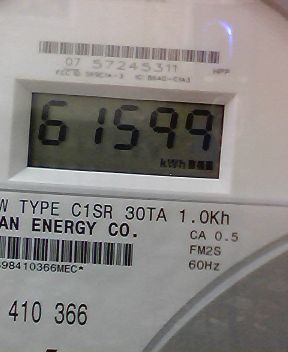 07 57245311
HPP
61599
kWh
W TYPE C1SR 30TA 1.0Kh
AN ENERGY CO.
CA 0.5
FM2S
60Hz
98410366MEC*
410 366